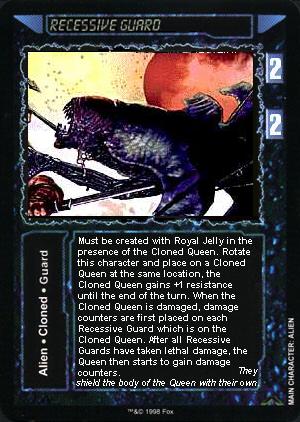 RECESSIVE GUARD
2
2
Alien • Cloned • Guard
Must be created with Royal Jelly in the
presence of the Cloned Queen. Rotate
this character and place on a Cloned
Queen at the same location, the
Cloned Queen gains +1 resistance
until the end of the turn. When the
Cloned Queen is damaged, damage
counters are first placed on each
Recessive Guard which is on the
Cloned Queen. After all Recessive
Guards have taken lethal damage, the
Queen then starts to gain damage
counters. They
shield the body of the Queen with their own.
MAIN CHARACTER: ALIEN
™&© 1998 Fox